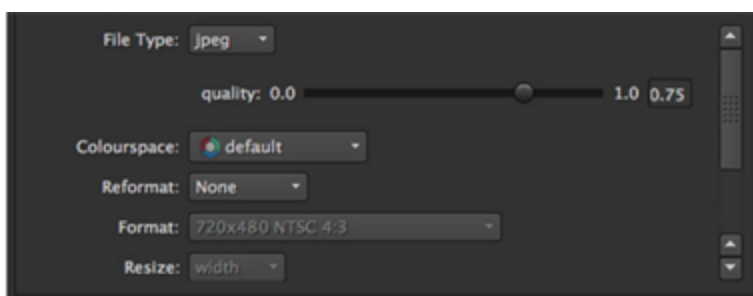 File Type: jpeg
quality: 0.0 1.0 0.75
Colourspace: default
Reformat: None
Format: 720x480 NTSC 4:3
Resize: width